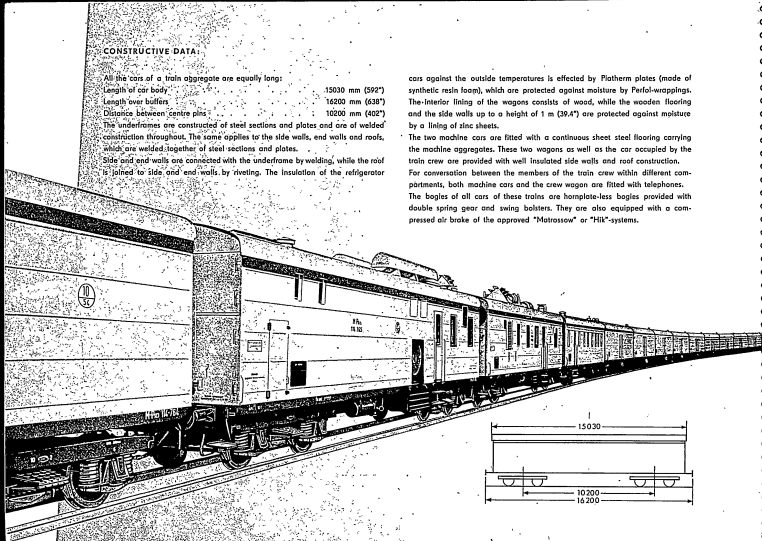 CONSTRUCTIVE DATA:
All the cars of a train aggregate are equally long:
Length of car body 15030 mm (592")
Length over buffers 16200 mm (638")
Distance between centre pins 10200 mm (402")
The underframes are constructed of steel sections and plates and are of welded
construction throughout. The same applies to the side walls, end walls and roofs,
which are welded together of steel sections and plates.
Side and end walls are connected with the underframe by welding, while the roof
is joined to side and end walls by riveting. The insulation of the refrigerator
cars against the outside temperatures is effected by Piatherm plates (made of
synthetic resin foam), which are protected against moisture by Perfol-wrappings.
The interior lining of the wagons consists of wood, while the wooden flooring
and the side walls up to a height of 1 m (39.4") are protected against moisture
by a lining of zinc sheets.
The two machine cars are fitted with a continuous sheet steel flooring carrying
the machine aggregates. These two wagons as well as the car occupied by the
train crew are provided with well insulated side walls and roof construction.
For conversation between the members of the train crew within different com-
partments, both machine cars and the crew wagon are fitted with telephones.
The bogies of all cars of these trains are hornplate-less bogies provided with
double spring gear and swing bolsters. They are also equipped with a com-
pressed air brake of the approved "Matrossow" or "Hik"-systems.
10
15030
10200
16200